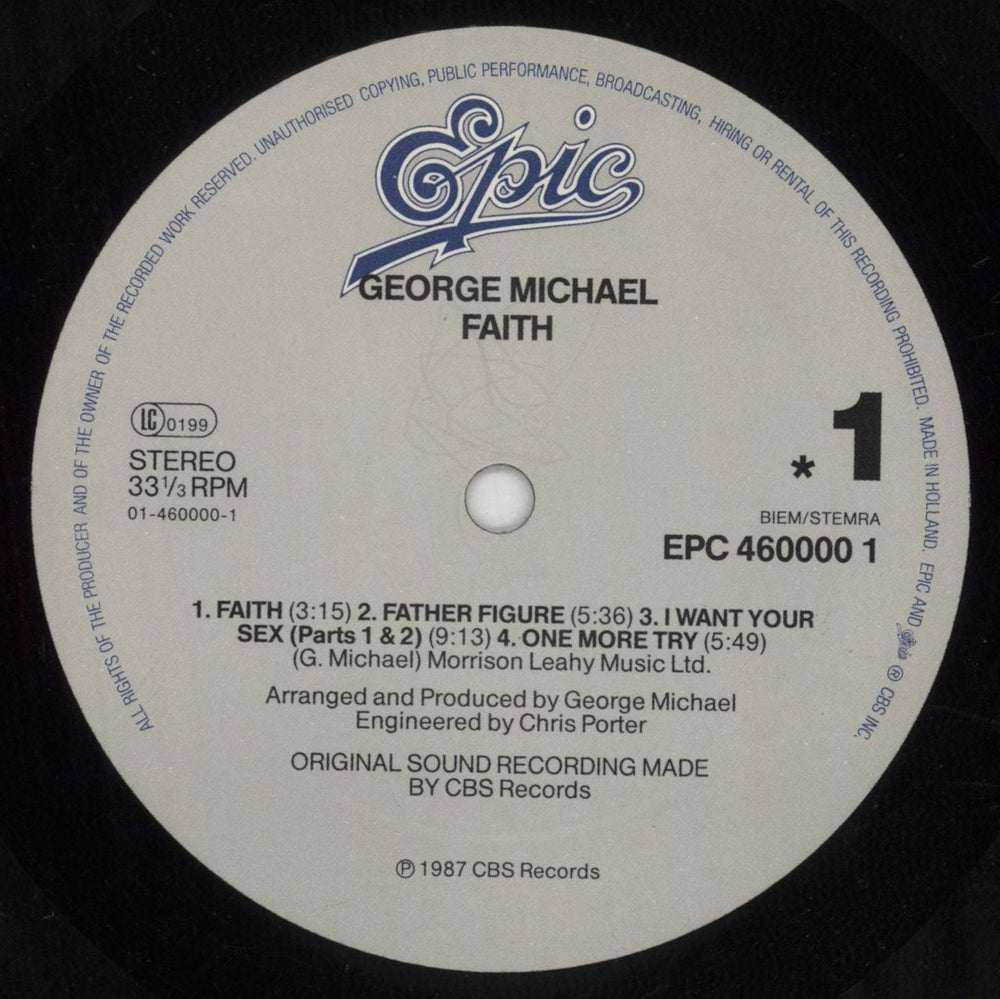 ALL RIGHTS OF THE PRODUCER AND OF THE OWNER OF THE RECORDED WORK RESERVED. UNAUTHORISED COPYING, PUBLIC PERFORMANCE, BROADCASTING, HIRING OR RENTAL OF THIS RECORDING PROHIBITED. MADE IN HOLLAND. EPIC AND Epic ® CBS INC.
Epic
GEORGE MICHAEL
FAITH
LC 0199
STEREO
33 1/3 RPM
01-460000-1
* 1
BIEM/STEMRA
EPC 460000 1
1. FAITH (3:15) 2. FATHER FIGURE (5:36) 3. I WANT YOUR
SEX (Parts 1 & 2) (9:13) 4. ONE MORE TRY (5:49)
(G. Michael) Morrison Leahy Music Ltd.
Arranged and Produced by George Michael
Engineered by Chris Porter
ORIGINAL SOUND RECORDING MADE
BY CBS Records
℗ 1987 CBS Records